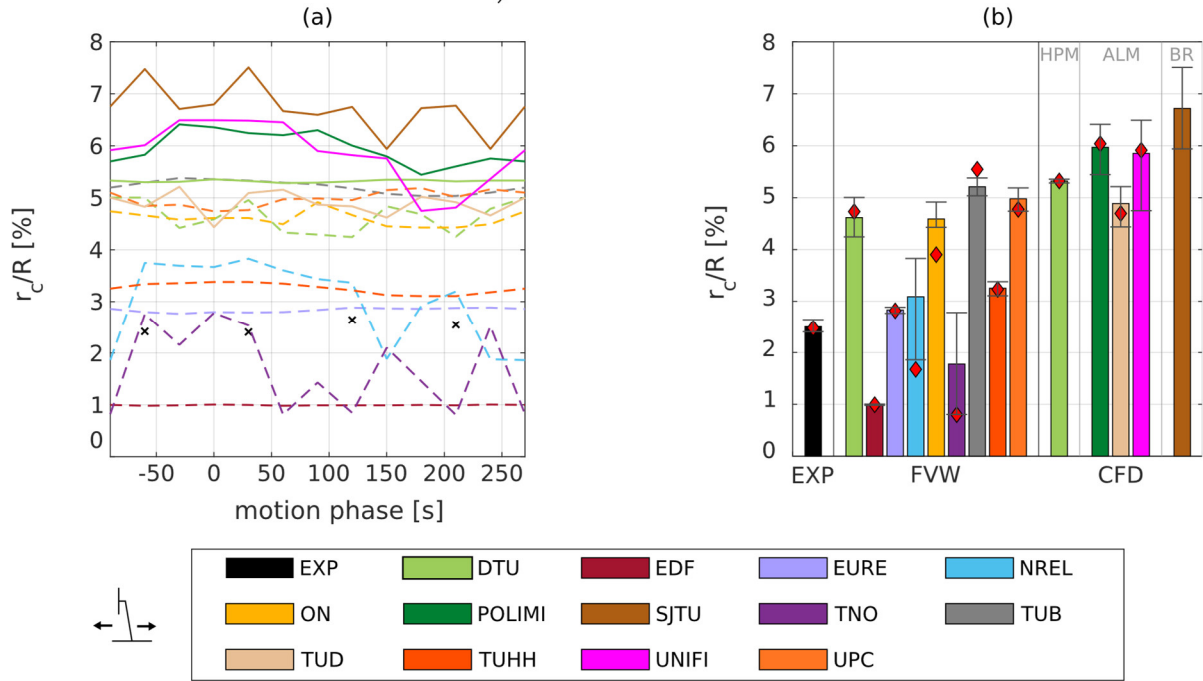 (a)
8
7
6
5
4
3
2
1
0
r_c/R [%]
-50 0 50 100 150 200 250
motion phase [s]
(b)
HPM ALM BR
8
7
6
5
4
3
2
1
0
r_c/R [%]
EXP FVW CFD
EXP DTU EDF EURE NREL
ON POLIMI SJTU TNO TUB
TUD TUHH UNIFI UPC